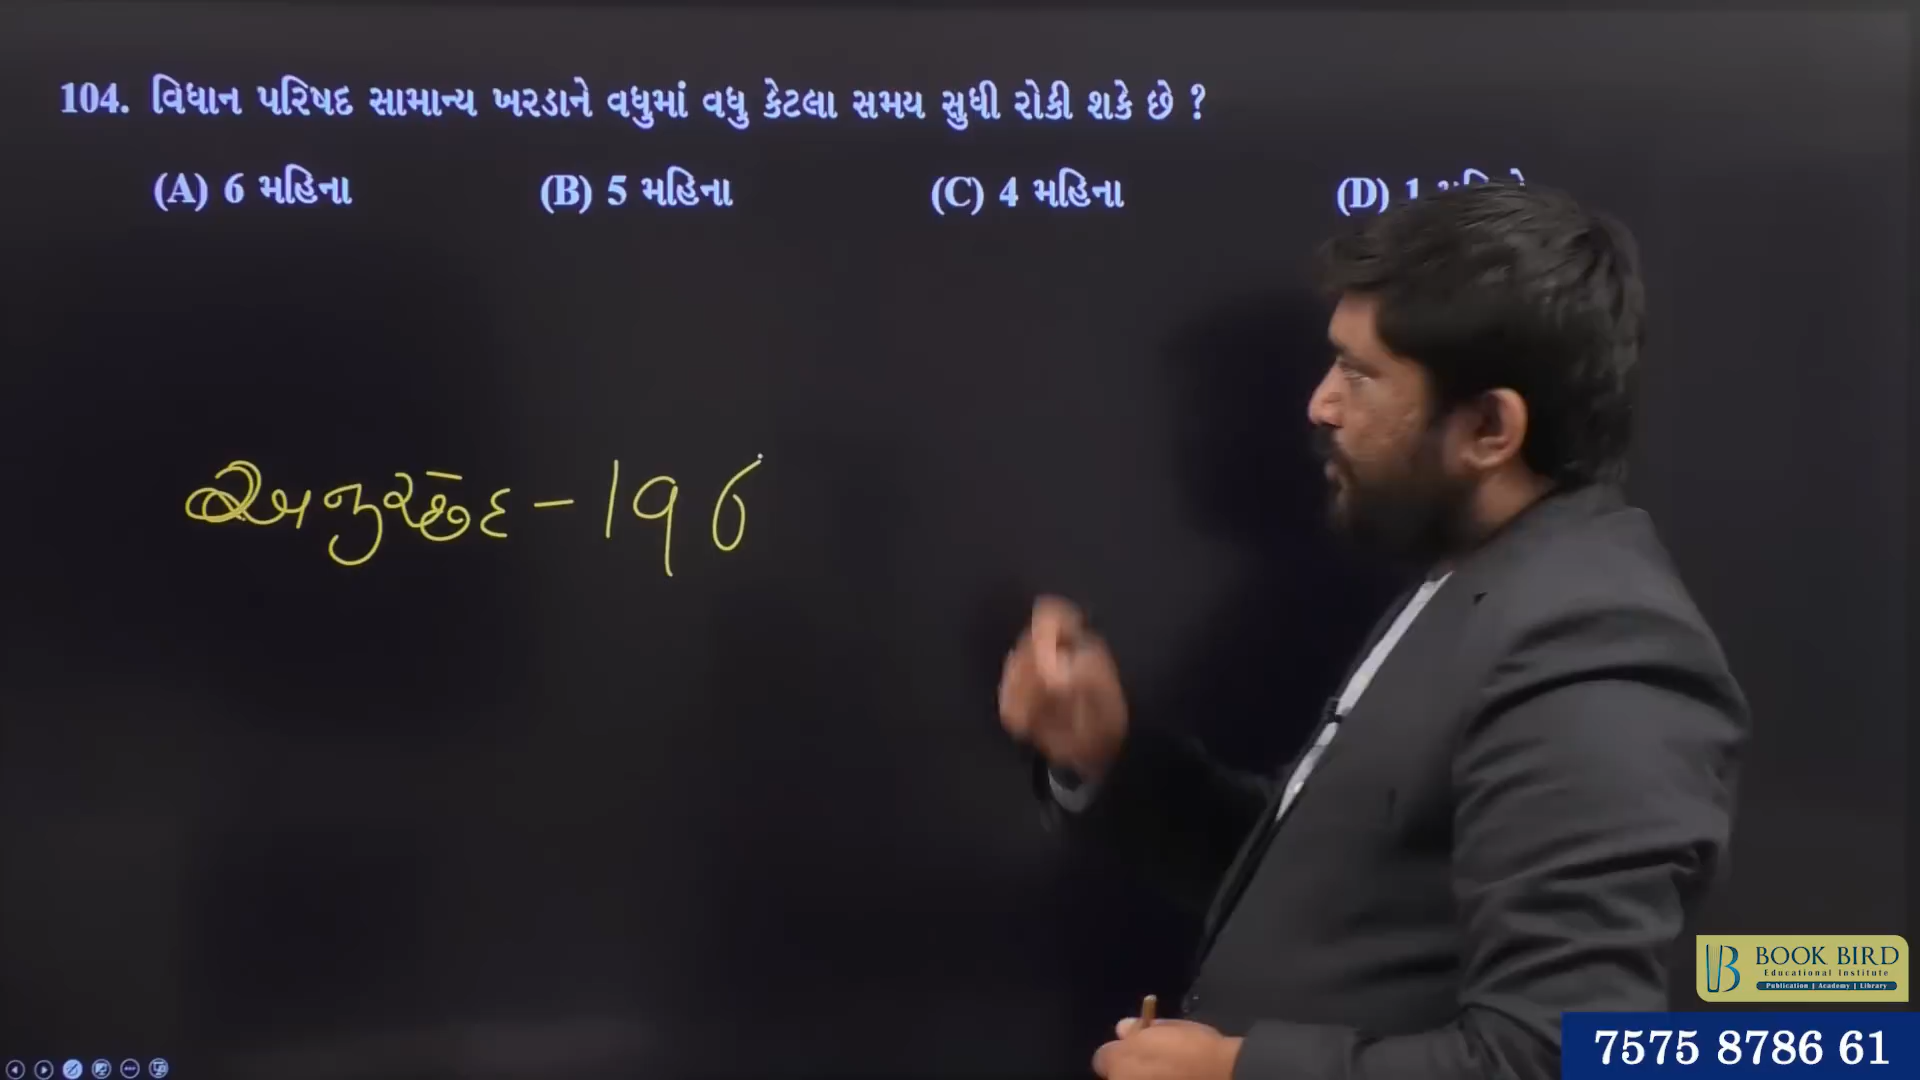 104. વિધાન પરિષદ સામાન્ય ખરડાને વધુમાં વધુ કેટલા સમય સુધી રોકી શકે છે ?
(A) 6 મહિના (B) 5 મહિના (C) 4 મહિના (D) 1
- 196
BOOK BIRD
Educational Institute
Publication | Academy | Library
7575 8786 61